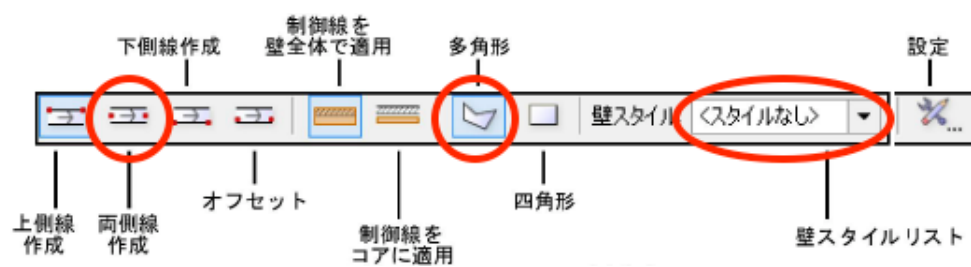 制御線を
壁全体で適用
下側線作成
多角形
設定
壁スタイル
<スタイルなし>
...
上側線
作成
両側線
作成
オフセット
制御線を
コアに適用
四角形
壁スタイルリスト